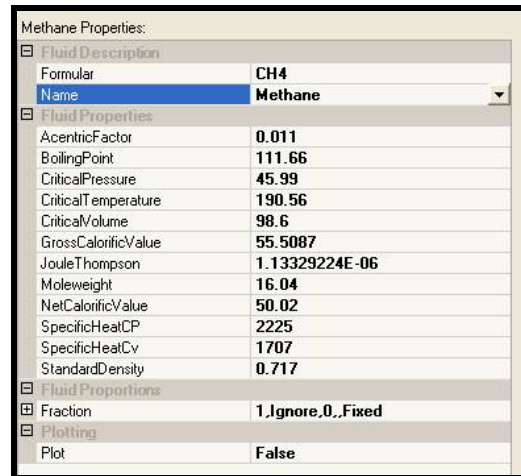 Methane Properties:
Fluid Description
Formular CH4
Name Methane
Fluid Properties
AcentricFactor 0.011
BoilingPoint 111.66
CriticalPressure 45.99
CriticalTemperature 190.56
CriticalVolume 98.6
GrossCalorificValue 55.5087
JouleThompson 1.13329224E-06
Moleweight 16.04
NetCalorificValue 50.02
SpecificHeatCP 2225
SpecificHeatCv 1707
StandardDensity 0.717
Fluid Proportions
Fraction 1,Ignore,0,,Fixed
Plotting
Plot False